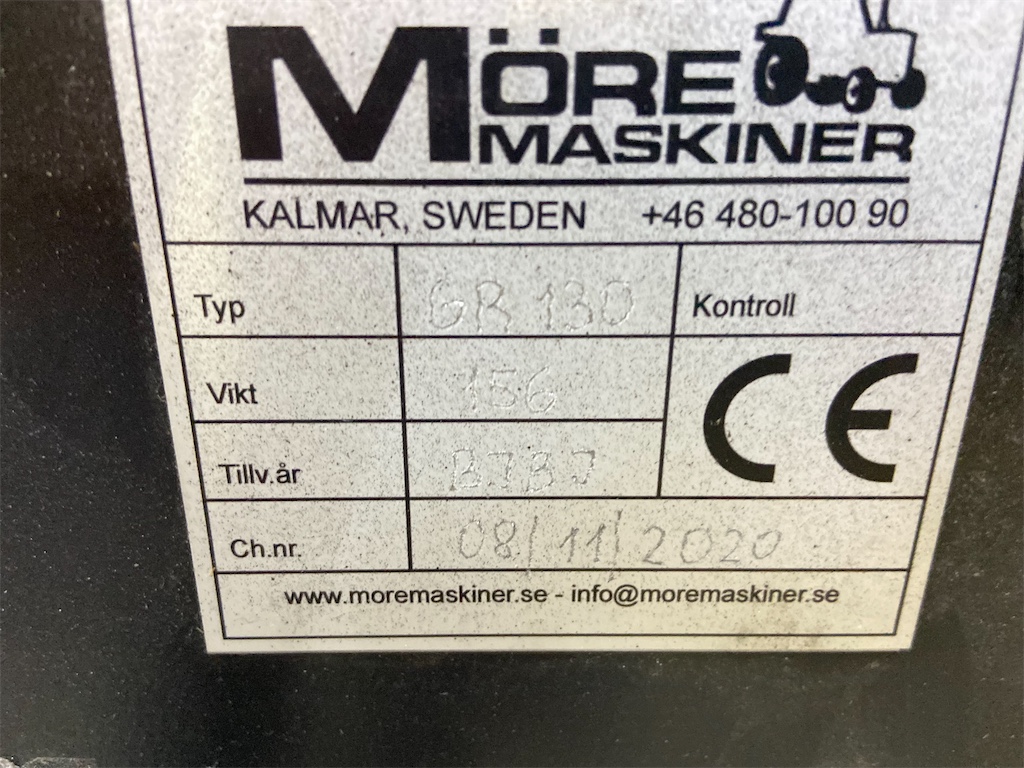 MÖRE
MASKINER
KALMAR, SWEDEN +46 480-100 90
Typ GR 130 Kontroll
Vikt 156 CE
Tillv.år BJBJ
Ch.nr. 08/11/2020
www.moremaskiner.se - info@moremaskiner.se